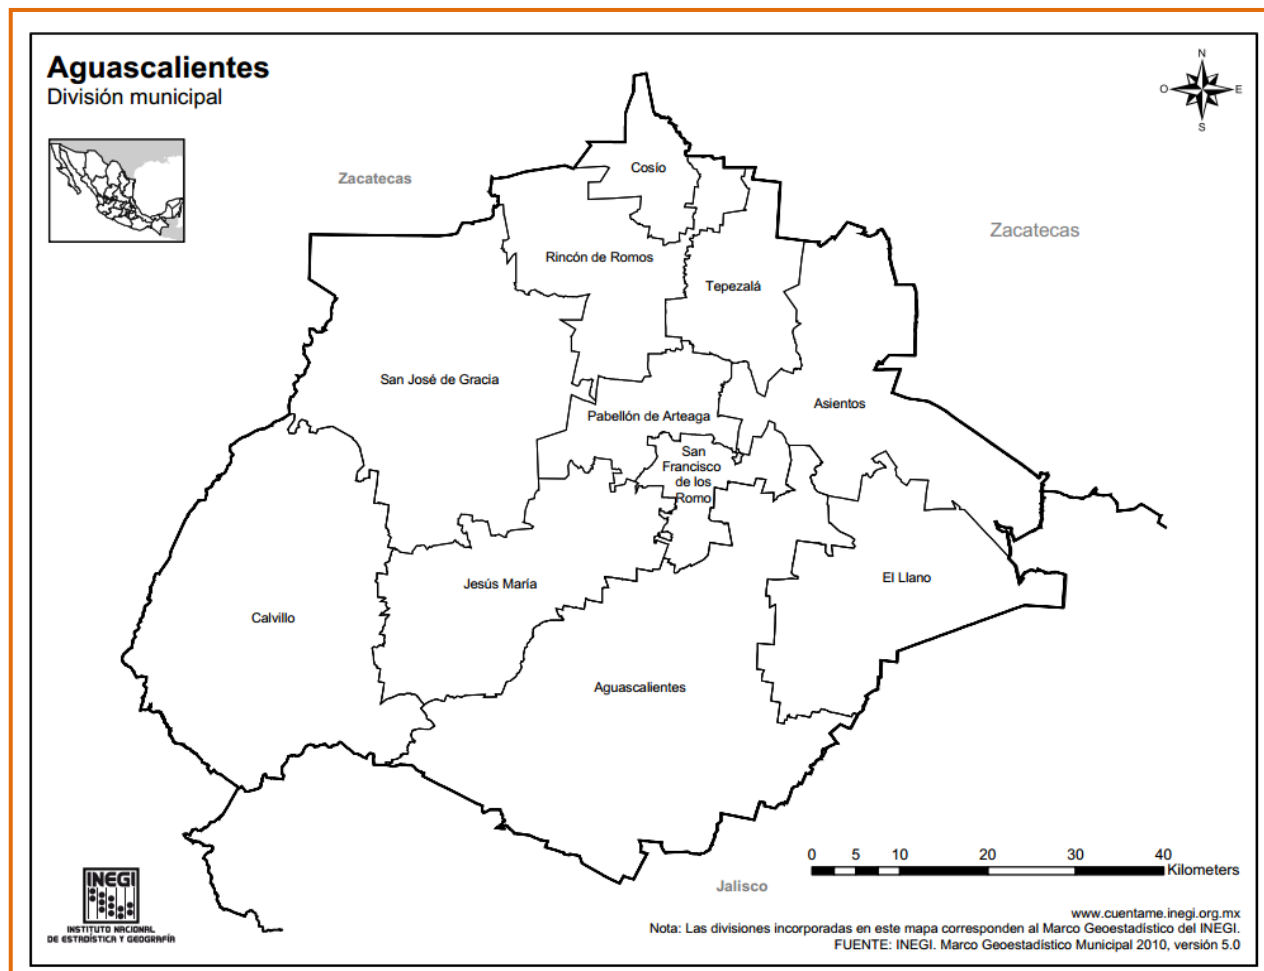 Aguascalientes
División municipal
N
O
E
S
Zacatecas
Cosío
Zacatecas
Rincón de Romos
Tepezalá
San José de Gracia
Asientos
Pabellón de Arteaga
San
Francisco
de los
Romo
El Llano
Jesús María
Calvillo
Aguascalientes
0 5 10 20 30 40
Kilometers
Jalisco
INEGI
INSTITUTO NACIONAL
DE ESTADÍSTICA Y GEOGRAFÍA
www.cuentame.inegi.org.mx
Nota: Las divisiones incorporadas en este mapa corresponden al Marco Geoestadístico del INEGI.
FUENTE: INEGI. Marco Geoestadístico Municipal 2010, versión 5.0